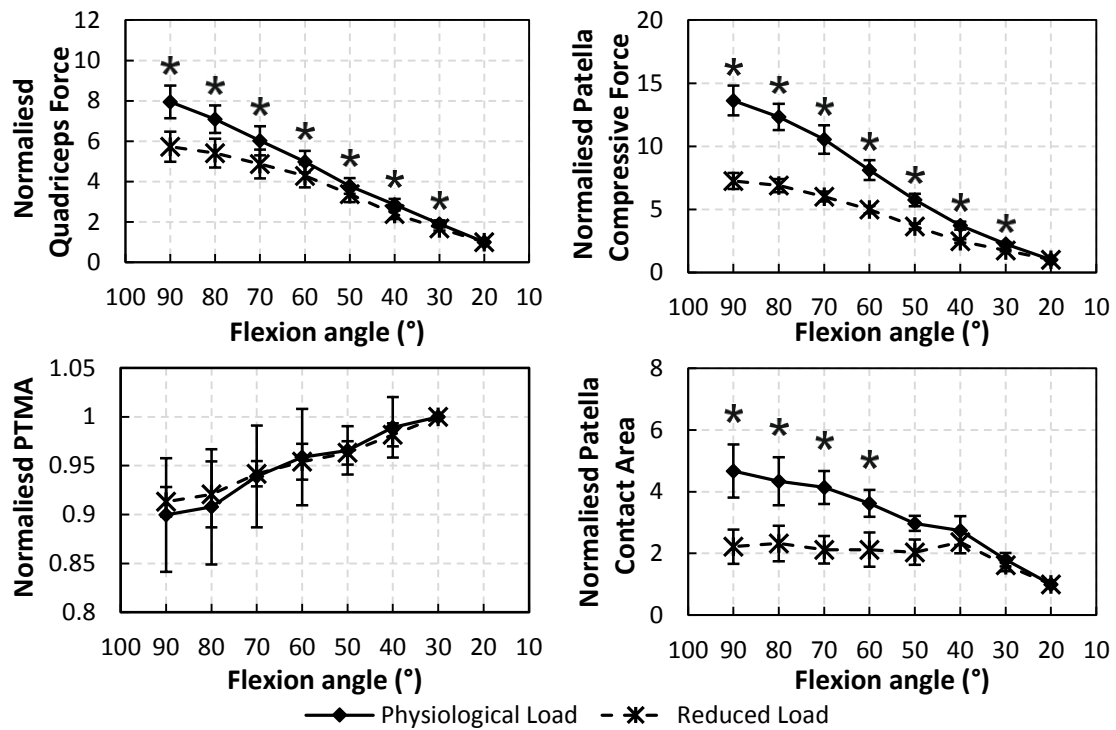 Normaliesd
Quadriceps Force
12
10
8
6
4
2
0
* * * * * * *
100 90 80 70 60 50 40 30 20 10
Flexion angle (°)
Normaliesd Patella
Compressive Force
20
15
10
5
0
* * * * * * *
100 90 80 70 60 50 40 30 20 10
Flexion angle (°)
Normaliesd PTMA
1.05
1
0.95
0.9
0.85
0.8
100 90 80 70 60 50 40 30 20 10
Flexion angle (°)
Normaliesd Patella
Contact Area
8
6
4
2
0
* * * *
100 90 80 70 60 50 40 30 20 10
Flexion angle (°)
Physiological Load
Reduced Load